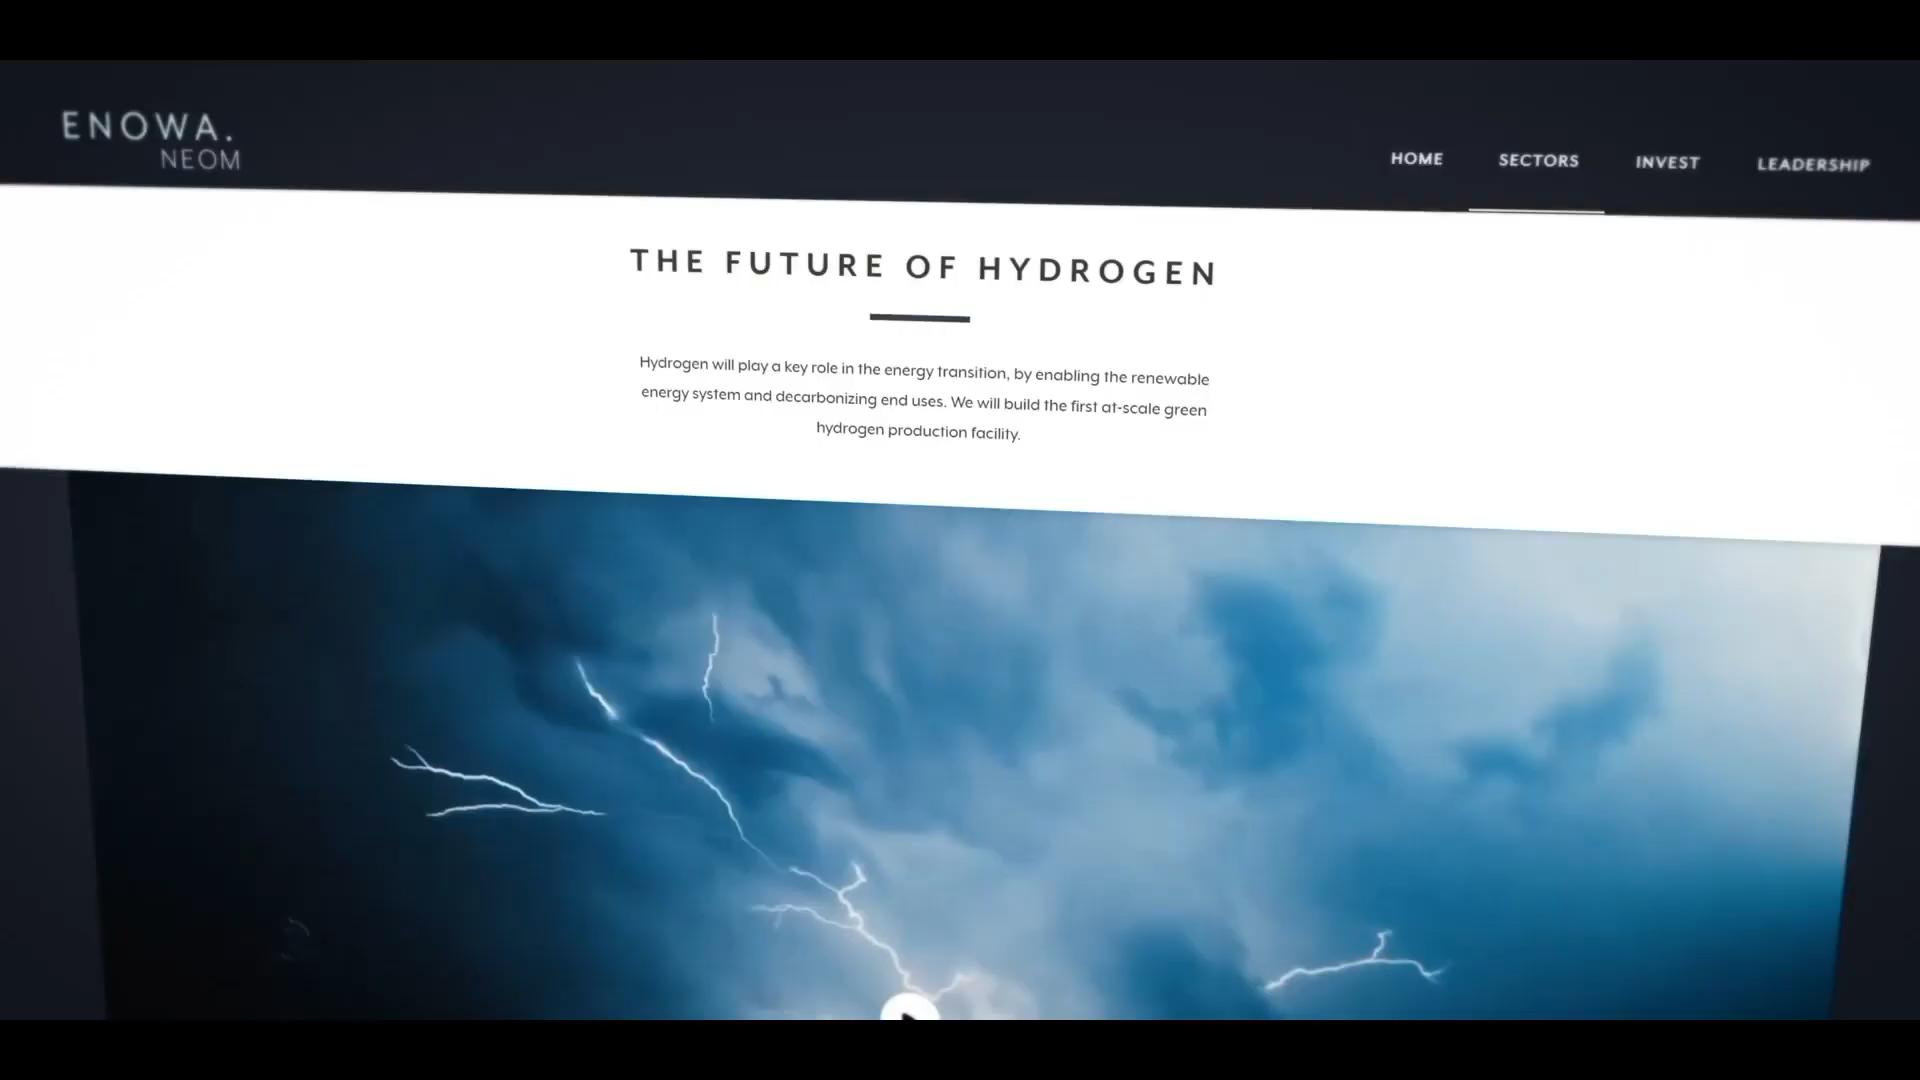 ENOWA.
NEOM
HOME SECTORS INVEST LEADERSHIP
THE FUTURE OF HYDROGEN
Hydrogen will play a key role in the energy transition, by enabling the renewable
energy system and decarbonizing end uses. We will build the first at-scale green
hydrogen production facility.